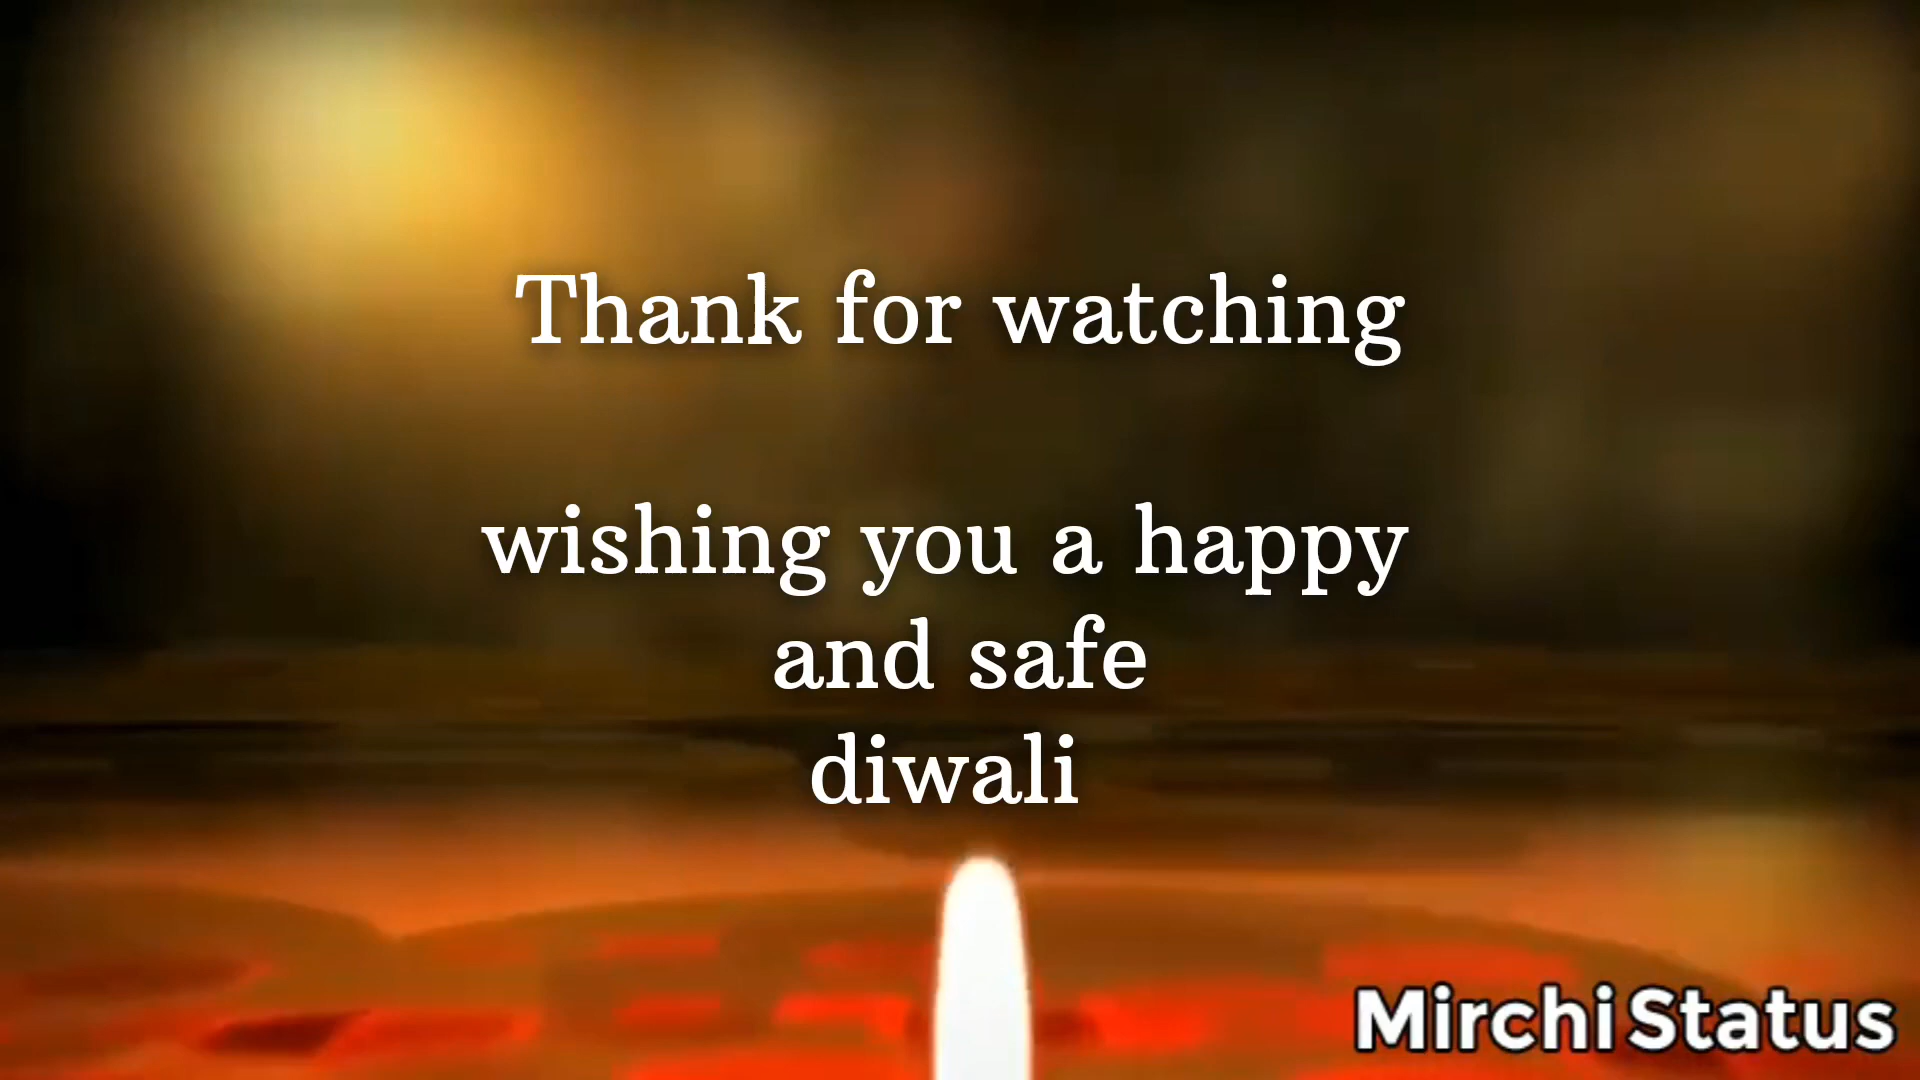 Thank for watching
wishing you a happy
and safe
diwali
Mirchi Status